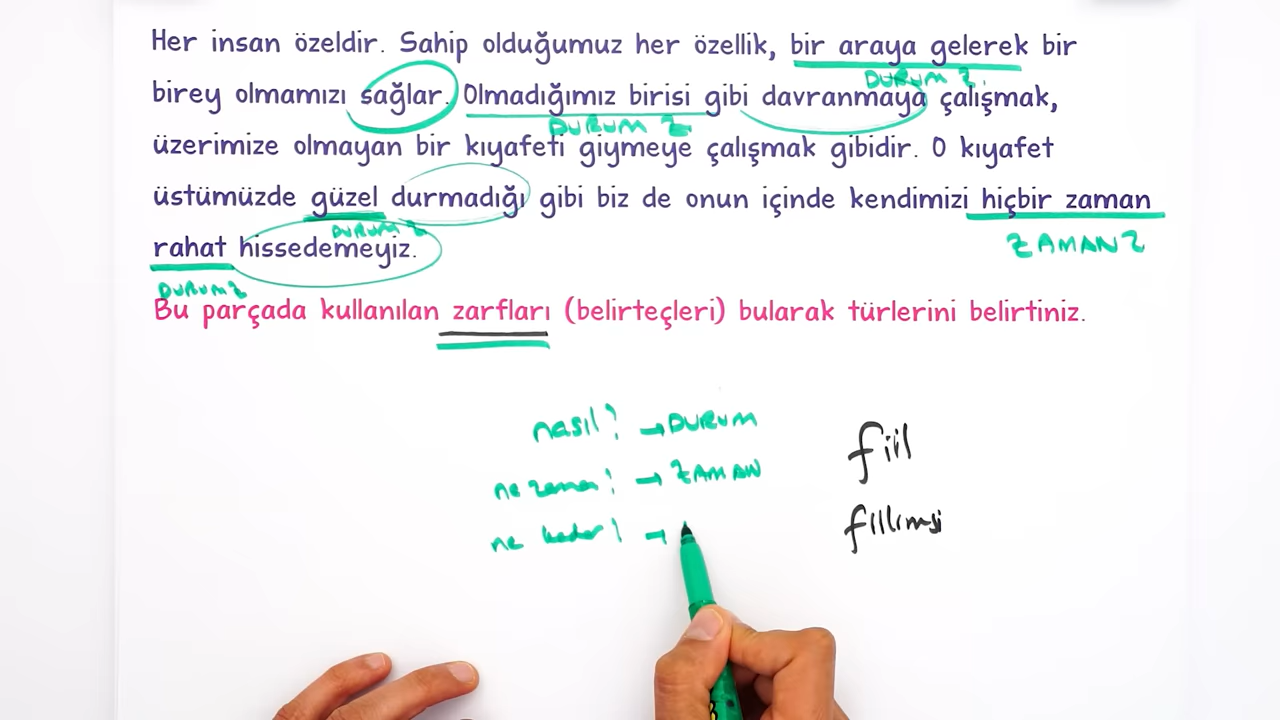 Her insan özeldir. Sahip olduğumuz her özellik, bir araya gelerek bir
DURUM Z.
birey olmamızı sağlar. Olmadığımız birisi gibi davranmaya çalışmak,
DURUM Z
üzerimize olmayan bir kıyafeti giymeye çalışmak gibidir. O kıyafet
üstümüzde güzel durmadığı gibi biz de onun içinde kendimizi hiçbir zaman
DURUM Z
ZAMAN Z
rahat hissedemeyiz.
DURUM Z
Bu parçada kullanılan zarfları (belirteçleri) bularak türlerini belirtiniz.
nasıl? → DURUM
ne zaman? → ZAMAN
ne kadar? →
fiil
fiilimsi